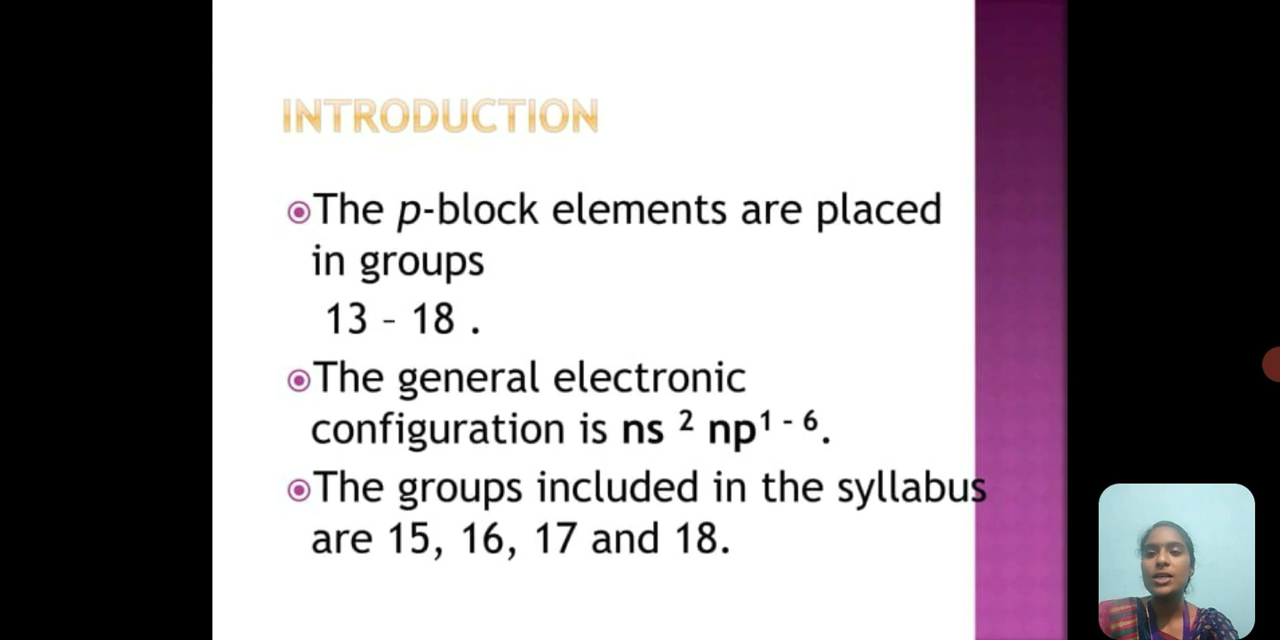 INTRODUCTION
The p-block elements are placed
in groups
13 – 18 .
The general electronic
configuration is ns ² np¹ ⁻ ⁶.
The groups included in the syllabus
are 15, 16, 17 and 18.